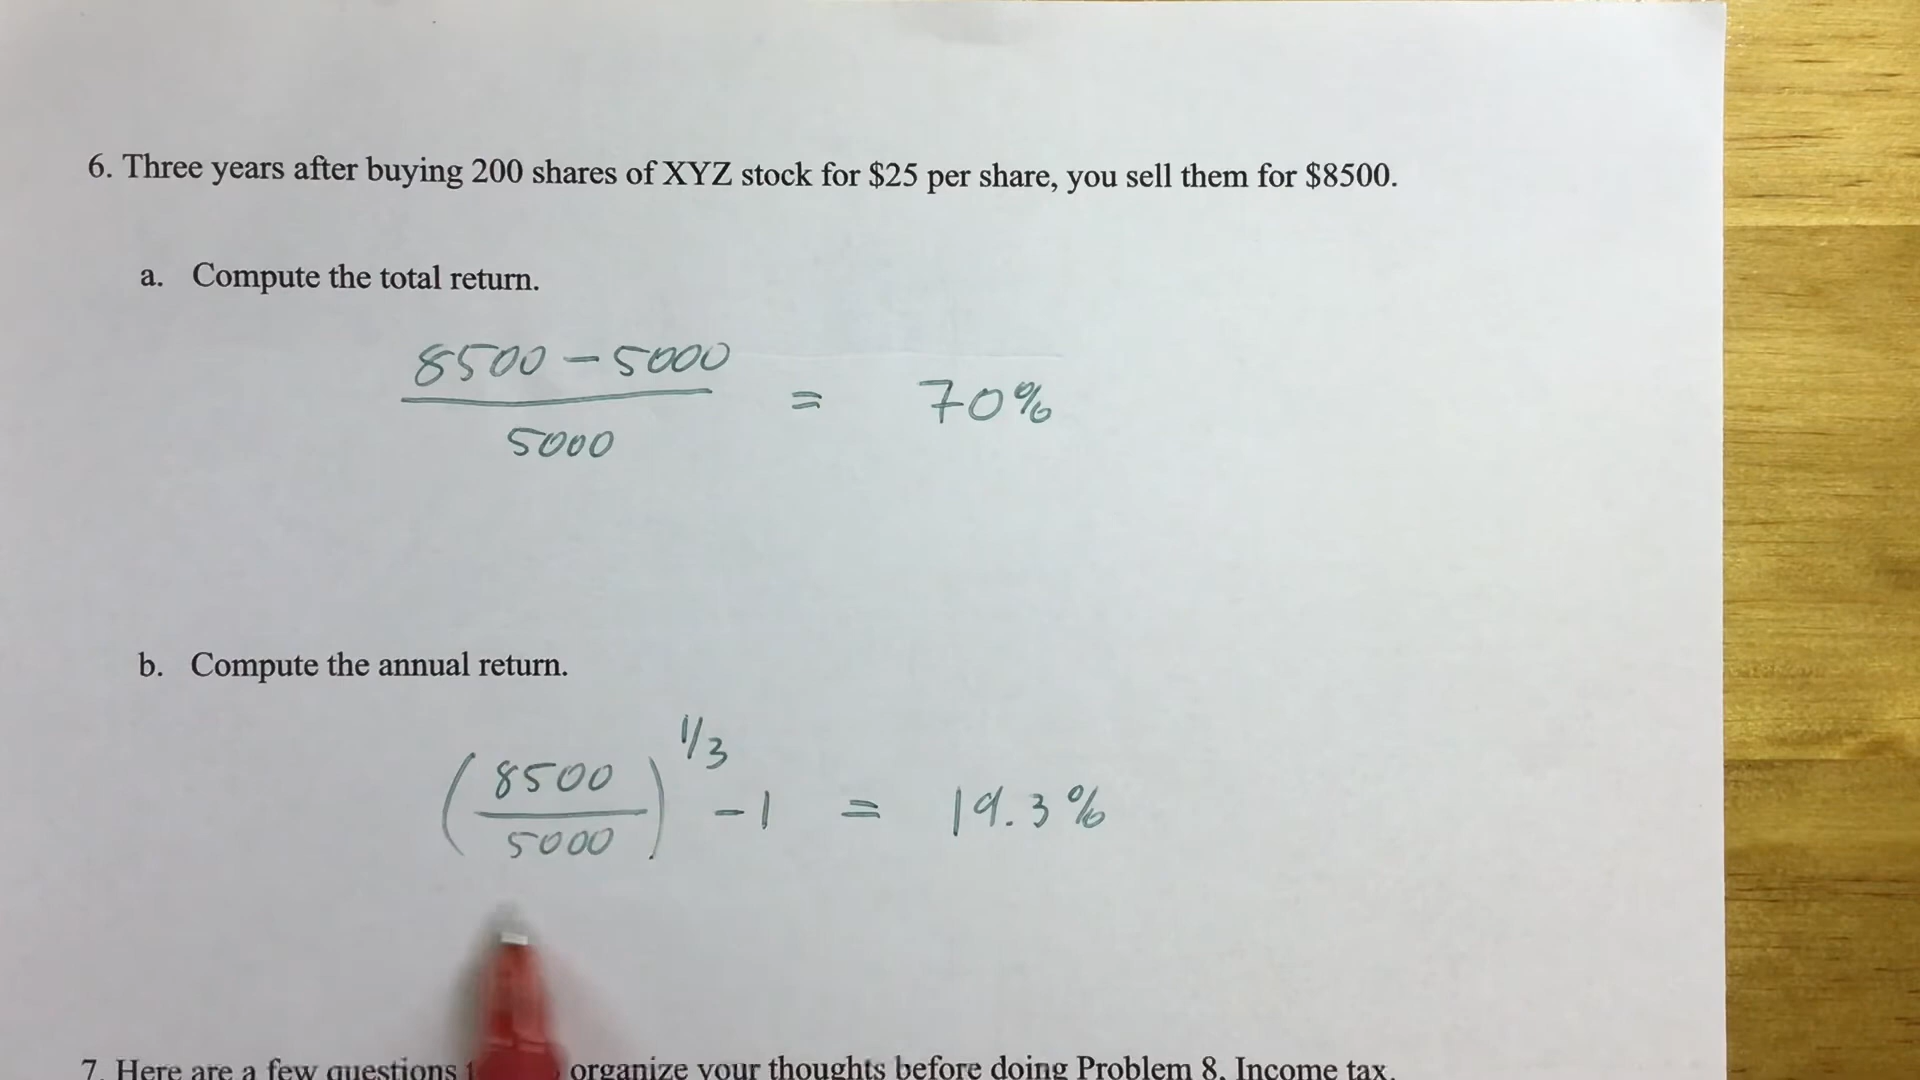 6. Three years after buying 200 shares of XYZ stock for $25 per share, you sell them for $8500.
a. Compute the total return.
8500 - 5000
= 70%
5000
b. Compute the annual return.
1/3
( 8500 )
- 1 = 19.3%
5000
7. Here are a few questions organize your thoughts before doing Problem 8, Income tax.